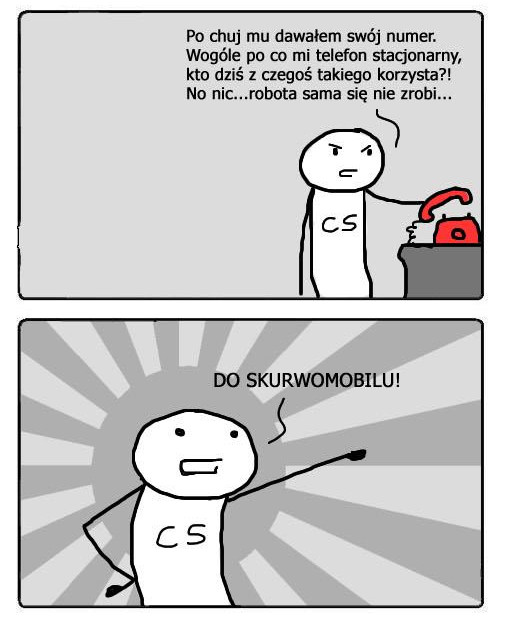 Po chuj mu dawałem swój numer.
Wogóle po co mi telefon stacjonarny,
kto dziś z czegoś takiego korzysta?!
No nic...robota sama się nie zrobi...
CS
DO SKURWOMOBILU!
CS